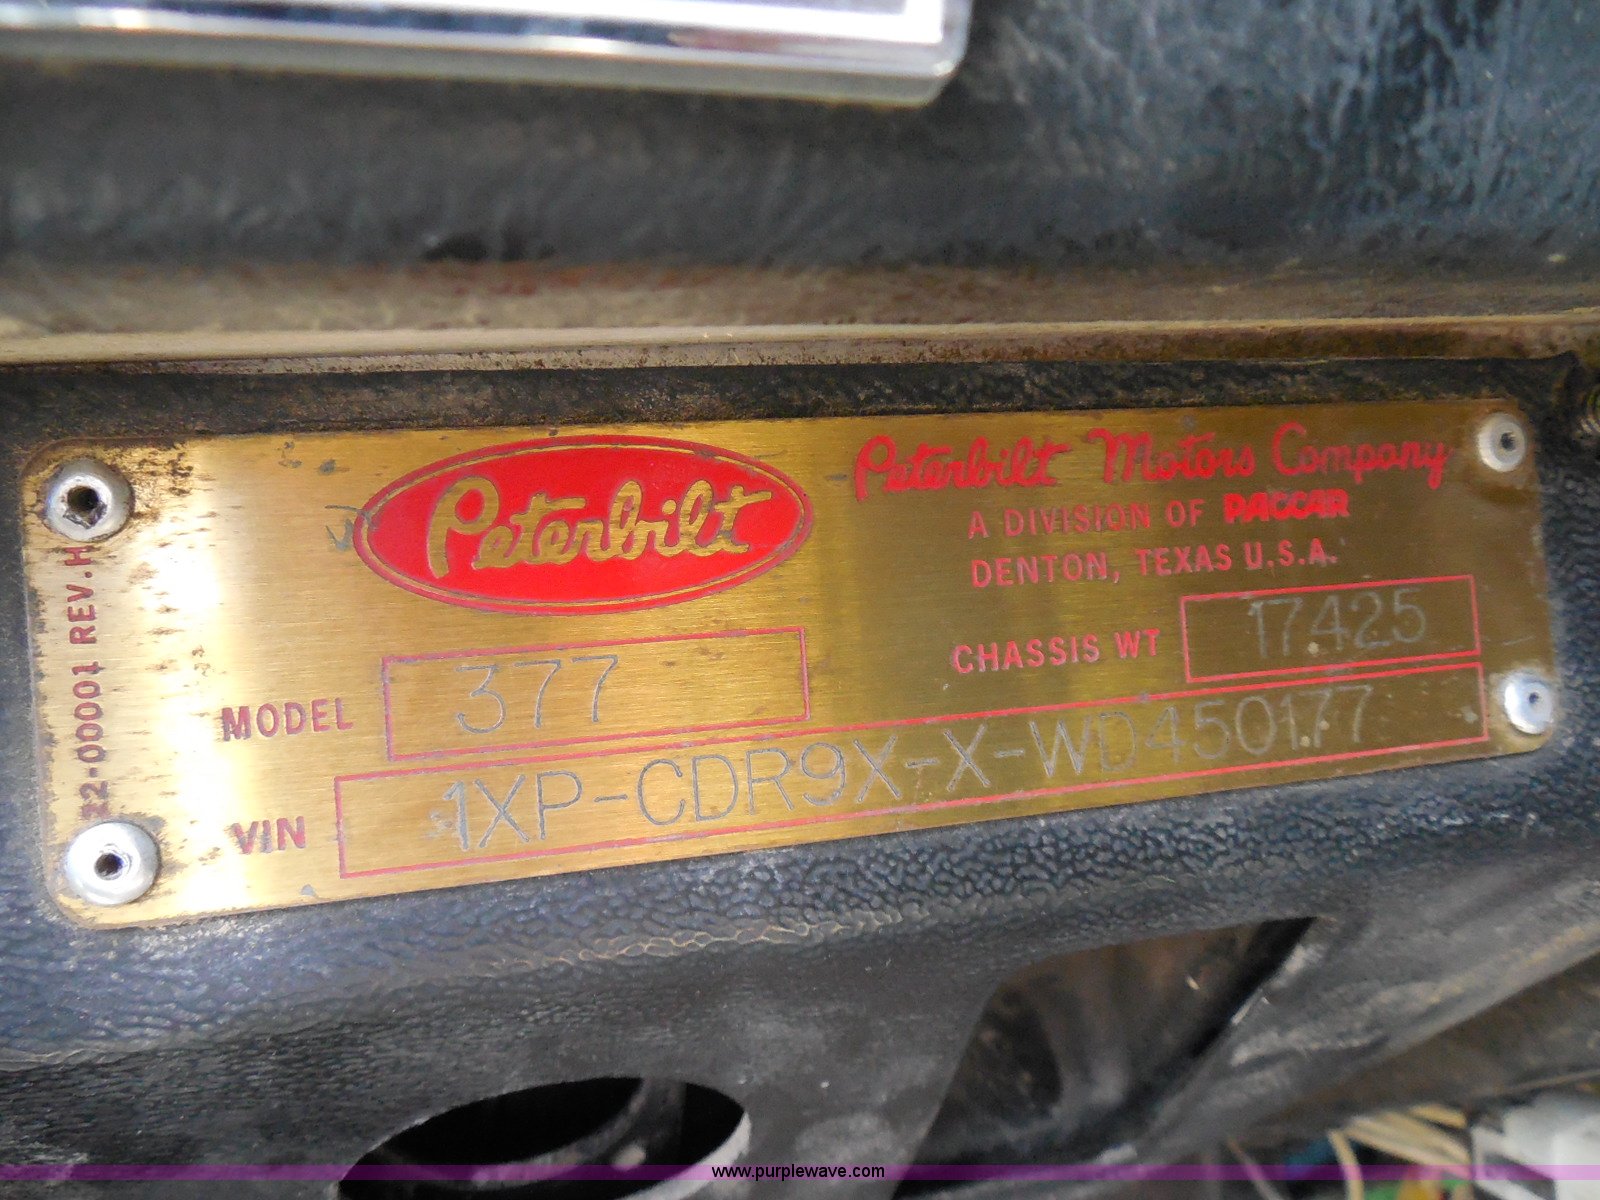 Peterbilt
Peterbilt Motors Company
A DIVISION OF PACCAR
DENTON, TEXAS U.S.A.
CHASSIS WT 17425
MODEL 377
VIN 1XP-CDR9X-X-WD450177
22-00001 REV.H
www.purplewave.com